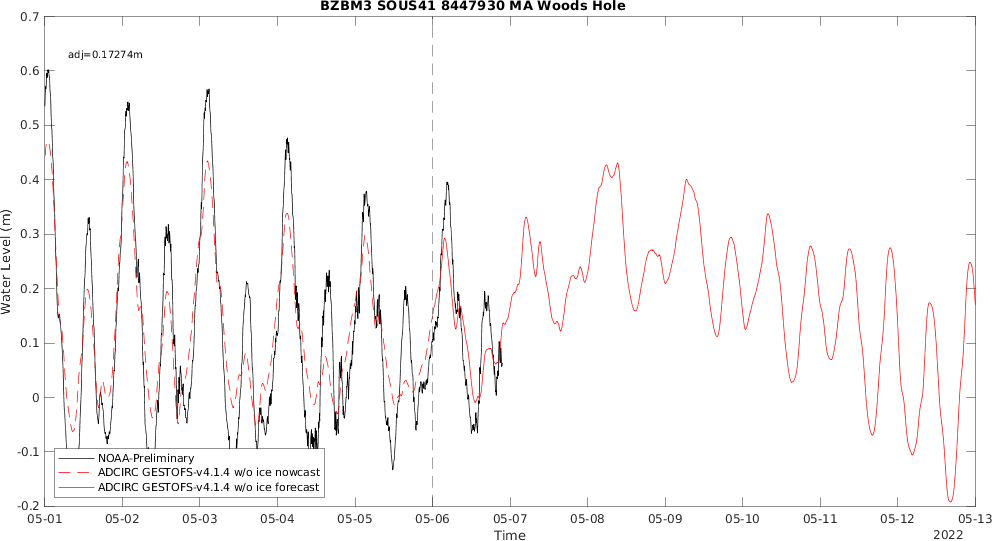 BZBM3 SOUS41 8447930 MA Woods Hole
0.7
0.6
0.5
0.4
0.3
0.2
0.1
0
-0.1
-0.2
Water Level (m)
adj=0.17274m
NOAA-Preliminary
ADCIRC GESTOFS-v4.1.4 w/o ice nowcast
ADCIRC GESTOFS-v4.1.4 w/o ice forecast
05-01 05-02 05-03 05-04 05-05 05-06 05-07 05-08 05-09 05-10 05-11 05-12 05-13
Time
2022